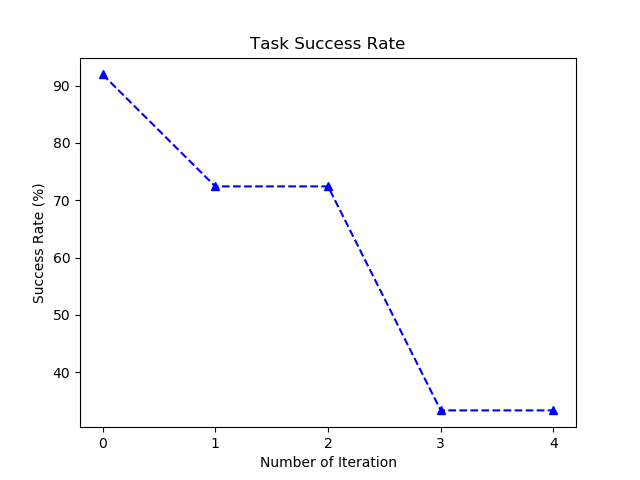 Task Success Rate
Success Rate (%)
90
80
70
60
50
40
0 1 2 3 4
Number of Iteration